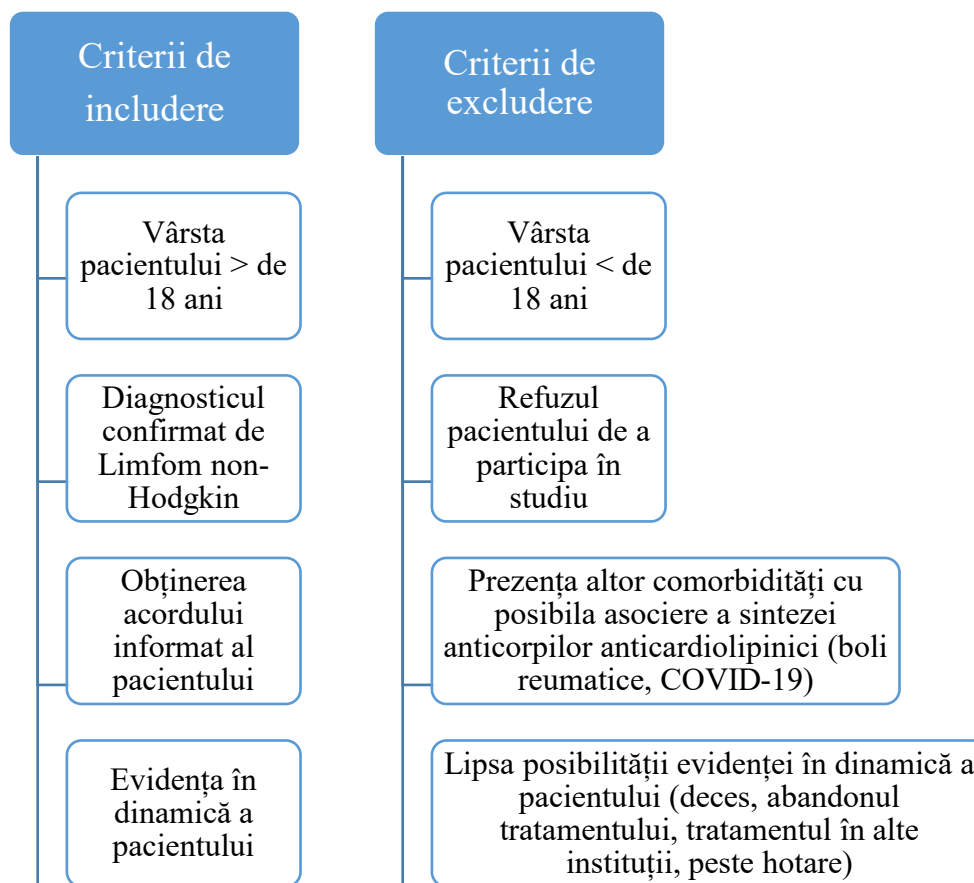 Criterii de
includere
Vârsta
pacientului > de
18 ani
Diagnosticul
confirmat de
Limfom non-
Hodgkin
Obținerea
acordului
informat al
pacientului
Evidența în
dinamică a
pacientului
Criterii de
excludere
Vârsta
pacientului < de
18 ani
Refuzul
pacientului de a
participa în
studiu
Prezența altor comorbidități cu
posibila asociere a sintezei
anticorpilor anticardiolipinici (boli
reumatice, COVID-19)
Lipsa posibilității evidenței în dinamică a
pacientului (deces, abandonul
tratamentului, tratamentul în alte
instituții, peste hotare)